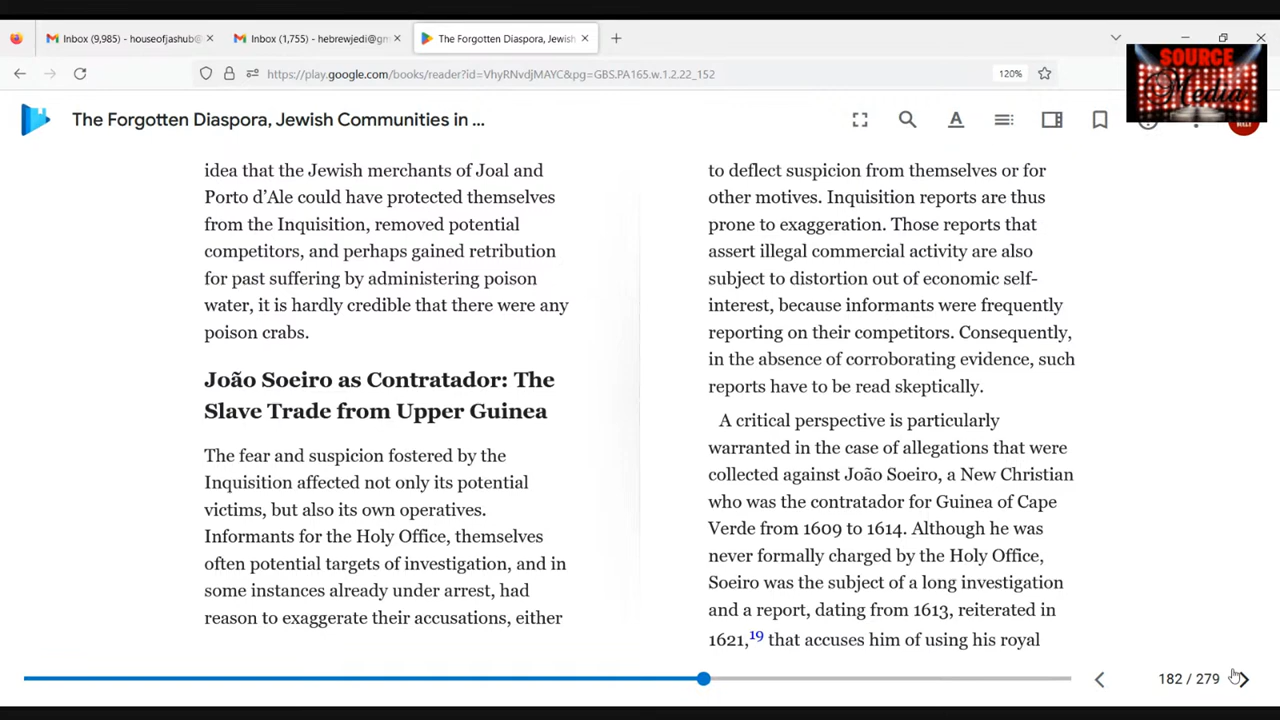 Inbox (9,985) - houseofjashub@
Inbox (1,755) - hebrewjedi@gm
The Forgotten Diaspora, Jewish
https://play.google.com/books/reader?id=VhyRNvdjMAYC&pg=GBS.PA165.w.1.2.22_152
120%
SOURCE
Media
The Forgotten Diaspora, Jewish Communities in ...
idea that the Jewish merchants of Joal and
Porto d’Ale could have protected themselves
from the Inquisition, removed potential
competitors, and perhaps gained retribution
for past suffering by administering poison
water, it is hardly credible that there were any
poison crabs.
João Soeiro as Contratador: The
Slave Trade from Upper Guinea
The fear and suspicion fostered by the
Inquisition affected not only its potential
victims, but also its own operatives.
Informants for the Holy Office, themselves
often potential targets of investigation, and in
some instances already under arrest, had
reason to exaggerate their accusations, either
to deflect suspicion from themselves or for
other motives. Inquisition reports are thus
prone to exaggeration. Those reports that
assert illegal commercial activity are also
subject to distortion out of economic self-
interest, because informants were frequently
reporting on their competitors. Consequently,
in the absence of corroborating evidence, such
reports have to be read skeptically.
A critical perspective is particularly
warranted in the case of allegations that were
collected against João Soeiro, a New Christian
who was the contratador for Guinea of Cape
Verde from 1609 to 1614. Although he was
never formally charged by the Holy Office,
Soeiro was the subject of a long investigation
and a report, dating from 1613, reiterated in
1621,19 that accuses him of using his royal
182 / 279